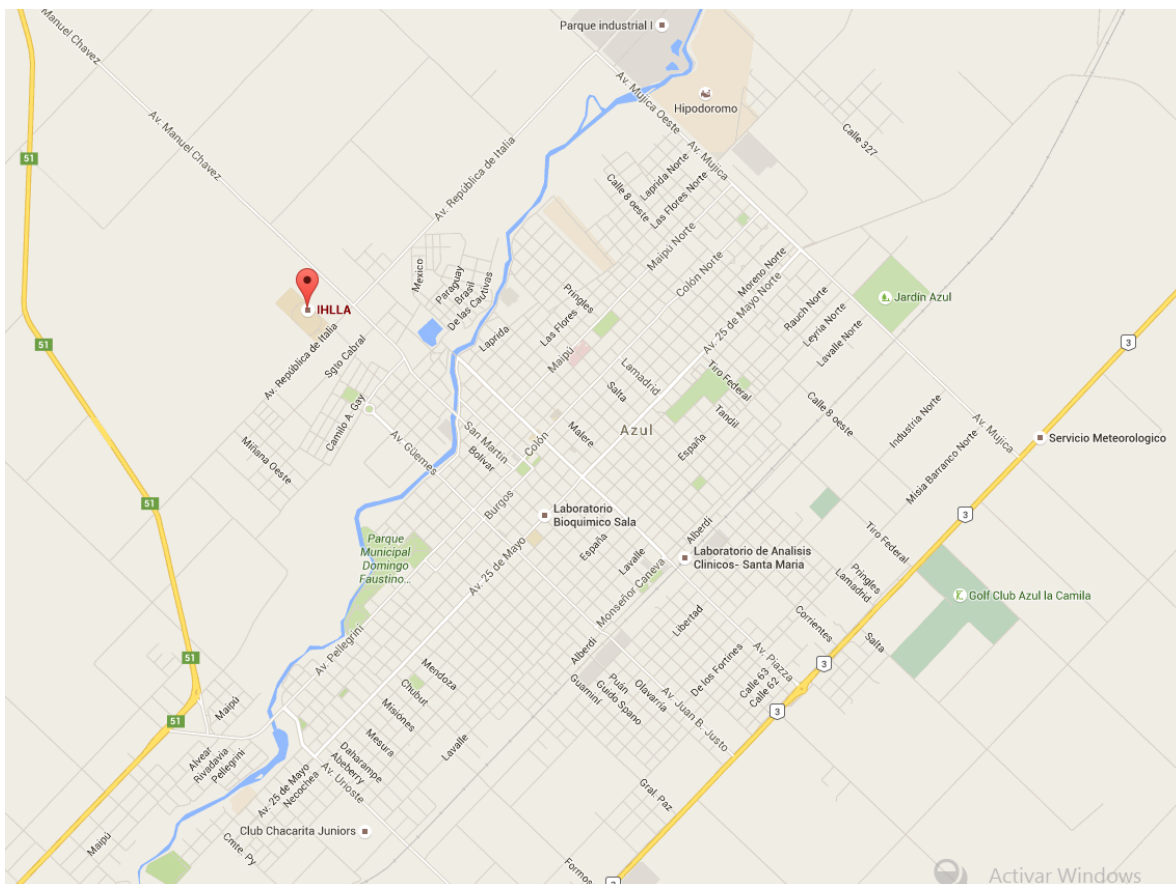 Manuel Chavez
Parque industrial I
Av. Mujica Oeste
Hipodoromo
Av. Manuel Chavez
Calle 327
51
Av. República de Italia
Av. Mujica
Laprida Norte
Calle 8 oeste
Las Flores Norte
Maipú Norte
Colón Norte
Moreno Norte
Av. 25 de Mayo Norte
Mexico
Paraguay
Brasil
De las Cautivas
Pringles
Rauch Norte
Leyria Norte
Lavalle Norte
Jardín Azul
IHLLA
Laprida
Las Flores
Maipú
51
3
Av. República de Italia
Sgto Cabral
Lamadrid
Salta
Tiro Federal
Tandil
Calle 8 oeste
Industria Norte
Av. Mujica
Camilo A. Gay
Av. Güemes
San Martin
Bolivar
Colón
Malere
Azul
España
Servicio Meteorologico
Miñana Oeste
Misia Barranco Norte
51
Burgos
Laboratorio
Bioquimico Sala
3
Parque
Municipal
Domingo
Faustino...
Av. 25 de Mayo
España
Lavalle
Alberdi
Laboratorio de Analisis
Clinicos- Santa Maria
Tiro Federal
Pringles
Lamadrid
Golf Club Azul la Camila
Monseñor Caneva
Libertad
Corrientes
Salta
51
Av. Pellegrini
Mendoza
Alberdi
Av. Piazza
3
Chubut
Misiónes
Guaminí
Puán
Guido Spano
Olavarría
De los Fortines
Calle 63
Calle 62
Maipú
51
Av. Juan B. Justo
3
Alvear
Rivadavia
Pellegrini
Mesura
Lavalle
Daharampe
Abeberry
Av. Urioste
Av. 25 de Mayo
Necochea
Gral. Paz
Club Chacarita Juniors
Maipú
Cmte. Py
Formos
3
Activar Windows